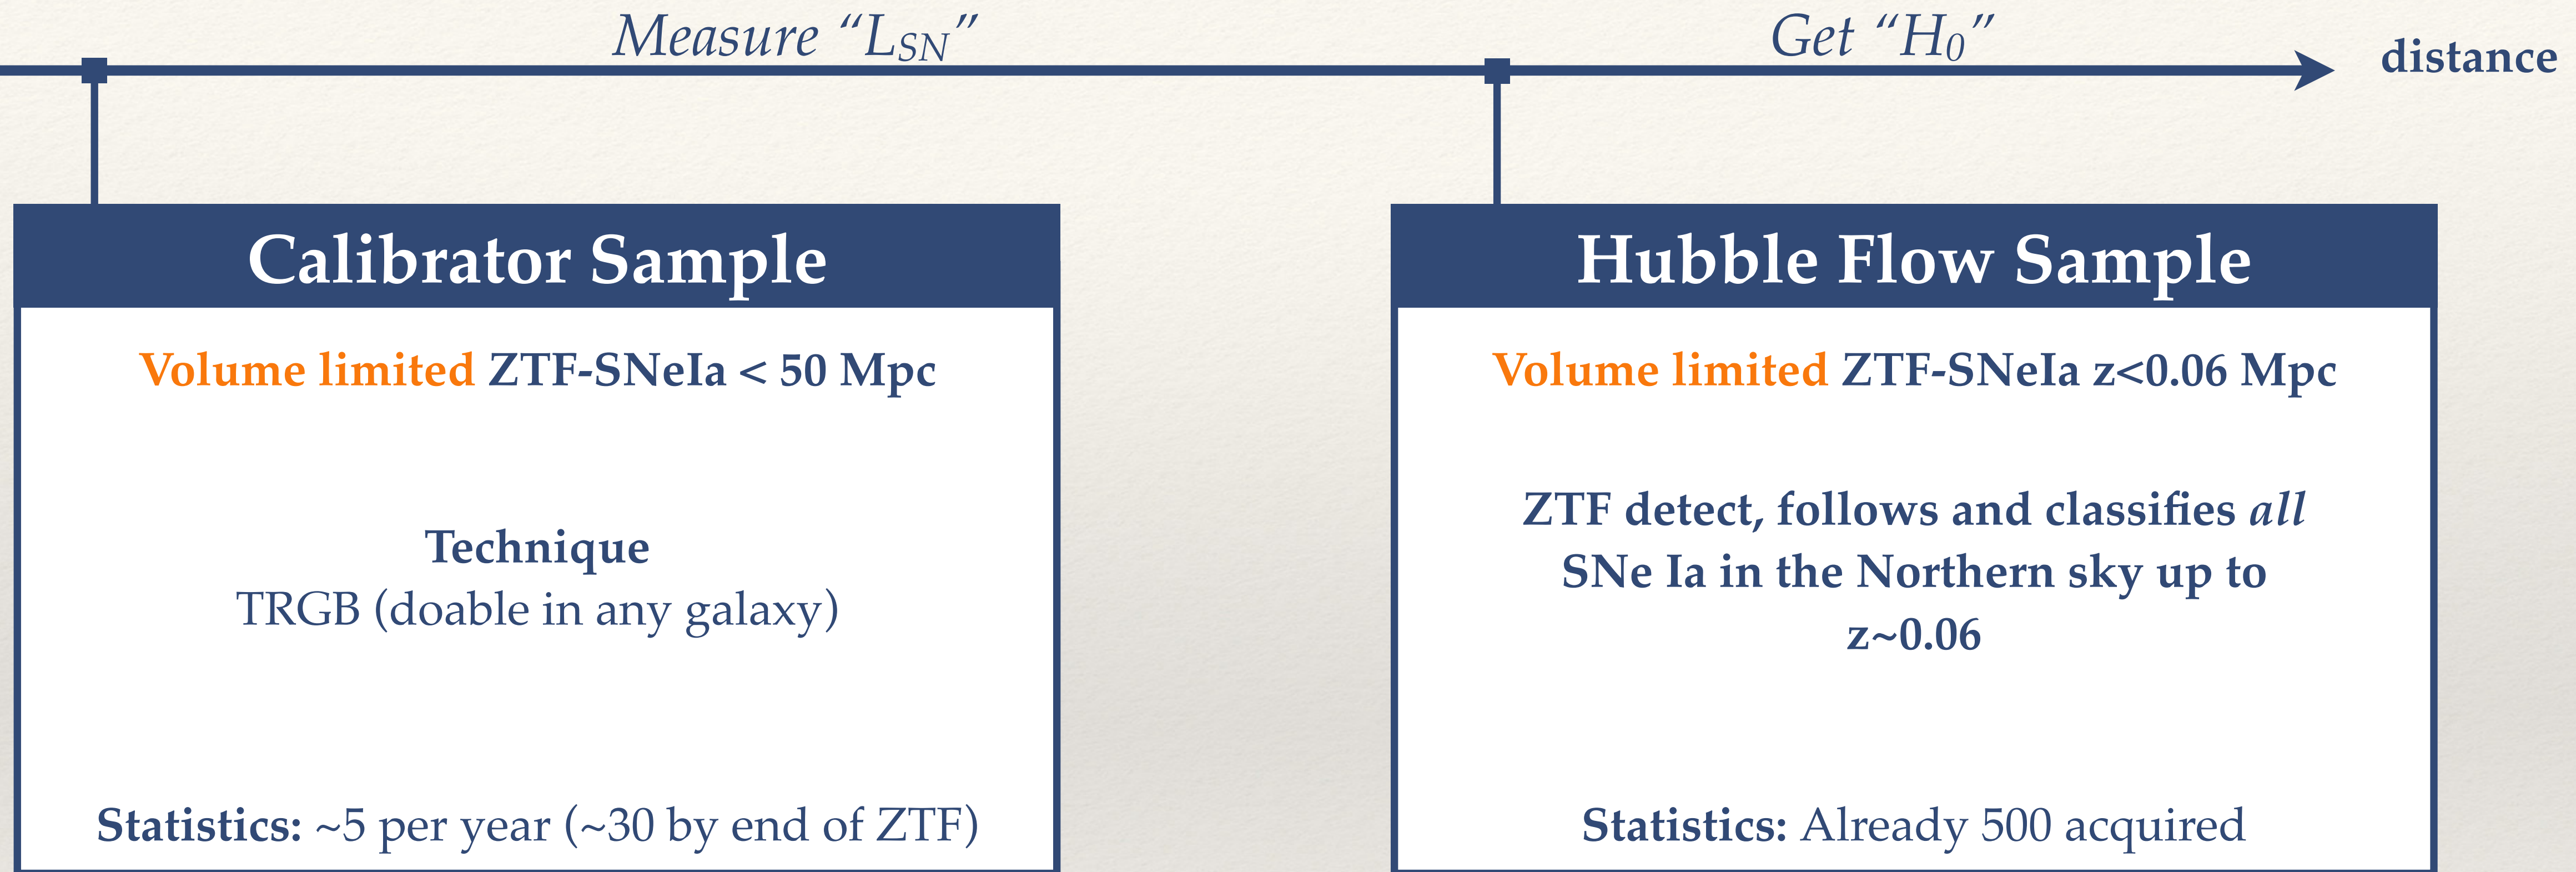 Measure “L_SN”
Get “H_0”
distance
Calibrator Sample
Volume limited ZTF-SNeIa < 50 Mpc
Technique
TRGB (doable in any galaxy)
Statistics: ~5 per year (~30 by end of ZTF)
Hubble Flow Sample
Volume limited ZTF-SNeIa z<0.06 Mpc
ZTF detect, follows and classifies all
SNe Ia in the Northern sky up to
z~0.06
Statistics: Already 500 acquired